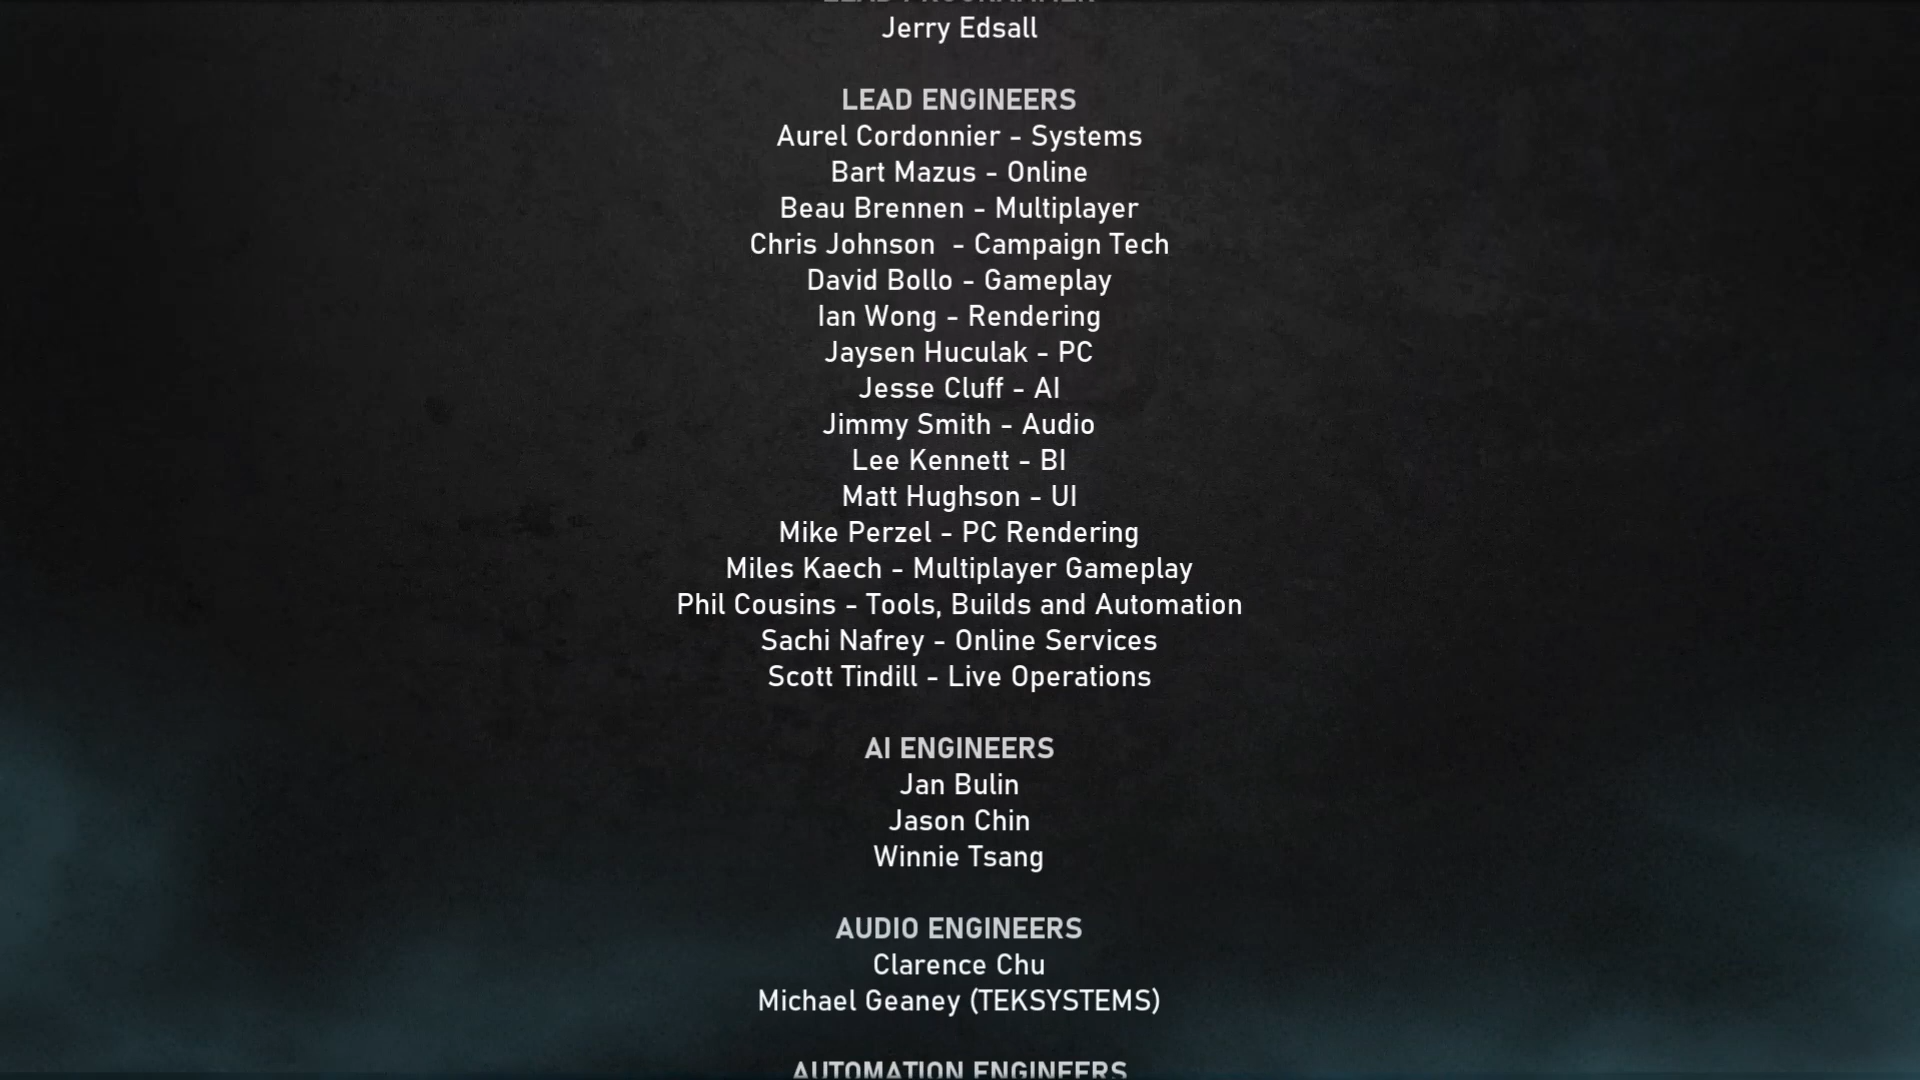 LEAD PROGRAMMER
Jerry Edsall
LEAD ENGINEERS
Aurel Cordonnier - Systems
Bart Mazus - Online
Beau Brennen - Multiplayer
Chris Johnson  - Campaign Tech
David Bollo - Gameplay
Ian Wong - Rendering
Jaysen Huculak - PC
Jesse Cluff - AI
Jimmy Smith - Audio
Lee Kennett - BI
Matt Hughson - UI
Mike Perzel - PC Rendering
Miles Kaech - Multiplayer Gameplay
Phil Cousins - Tools, Builds and Automation
Sachi Nafrey - Online Services
Scott Tindill - Live Operations
AI ENGINEERS
Jan Bulin
Jason Chin
Winnie Tsang
AUDIO ENGINEERS
Clarence Chu
Michael Geaney (TEKSYSTEMS)
AUTOMATION ENGINEERS